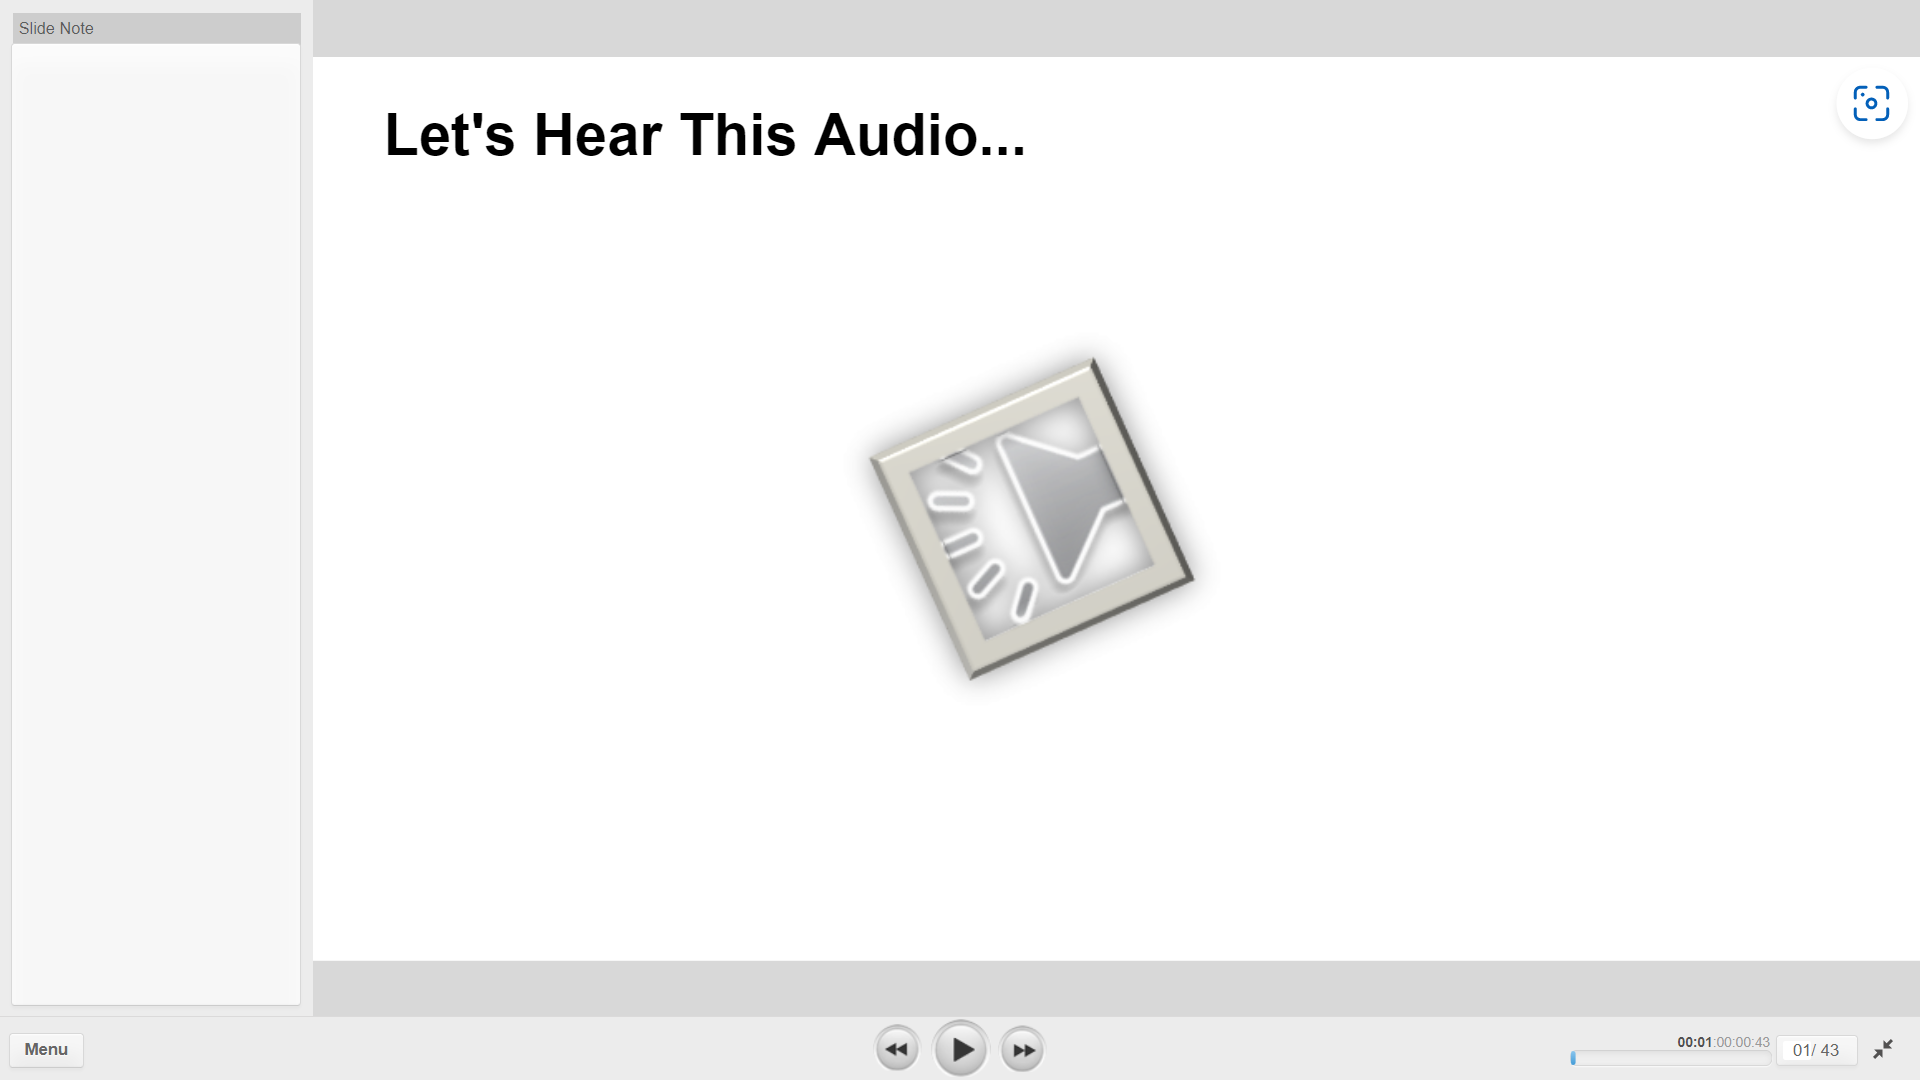 Slide Note
Let's Hear This Audio...
Menu
00:01:00:00:43
01/ 43